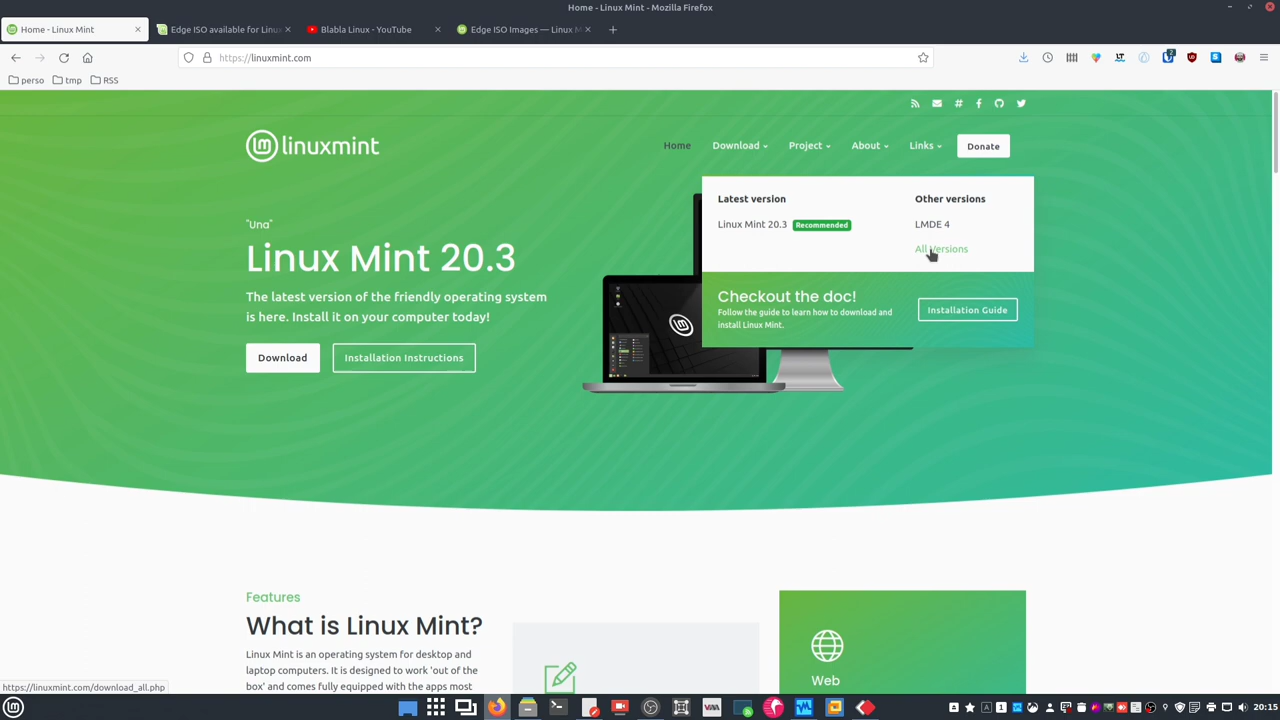 Home - Linux Mint — Mozilla Firefox
Home - Linux Mint
Edge ISO available for Linu
Blabla Linux - YouTube
Edge ISO Images — Linux M
https://linuxmint.com
perso
tmp
RSS
linuxmint
Home
Download
Project
About
Links
Donate
Latest version
Other versions
Linux Mint 20.3
Recommended
LMDE 4
All Versions
"Una"
Linux Mint 20.3
The latest version of the friendly operating system
is here. Install it on your computer today!
Download
Installation Instructions
Checkout the doc!
Follow the guide to learn how to download and
install Linux Mint.
Installation Guide
Features
What is Linux Mint?
Linux Mint is an operating system for desktop and
laptop computers. It is designed to work 'out of the
box' and comes fully equipped with the apps most
Web
https://linuxmint.com/download_all.php
20:15